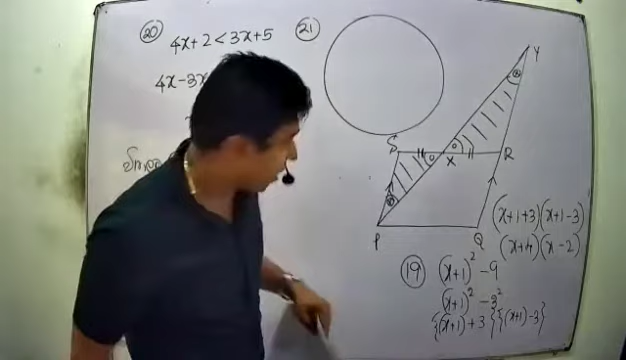 20 4x+2<3x+5
4x-3x
21
Y
S
X
R
P
Q
19 (x+1)² -9
(x+1)² -3²
{(x+1)+3}{(x+1)-3}
(x+1+3)(x+1-3)
(x+4)(x-2)